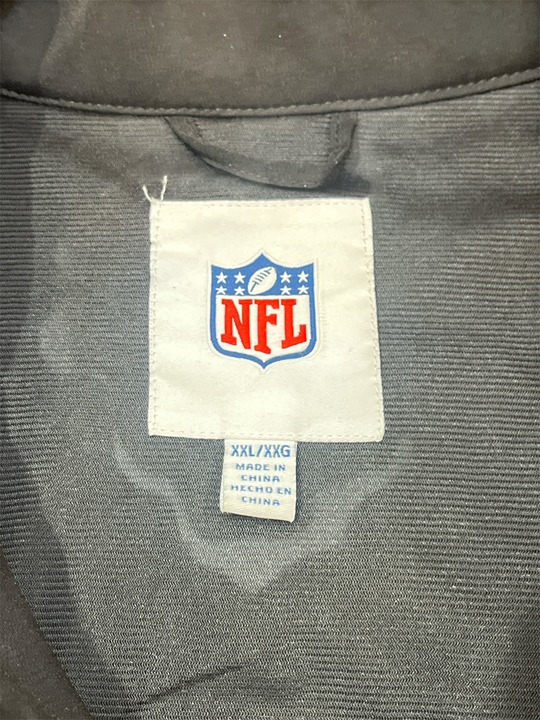 NFL
XXL/XXG
MADE IN
CHINA
HECHO EN
CHINA